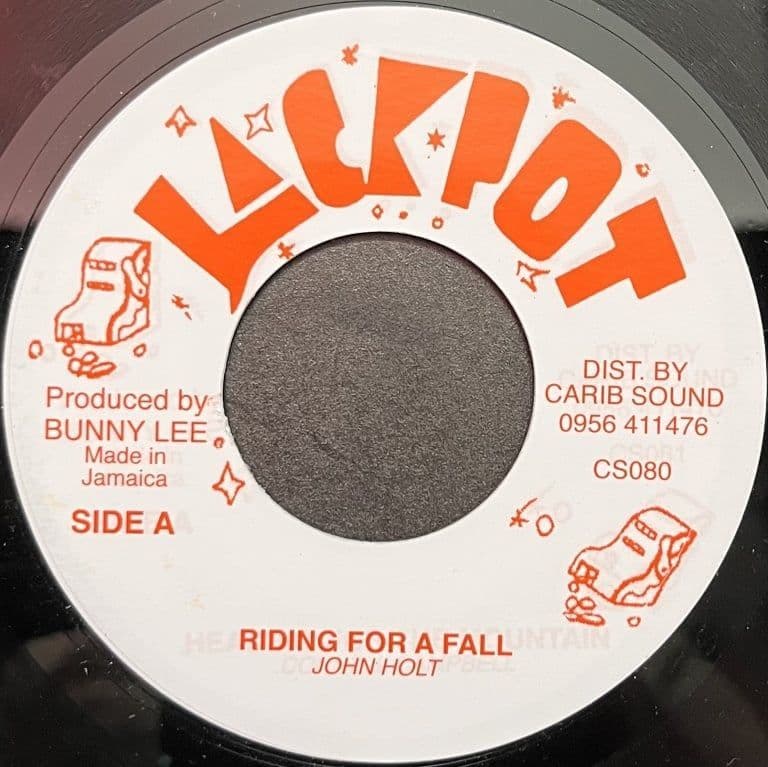 JACKPOT
Produced by
BUNNY LEE
Made in
Jamaica
SIDE A
DIST. BY
CARIB SOUND
0956 411476
CS080
RIDING FOR A FALL
JOHN HOLT